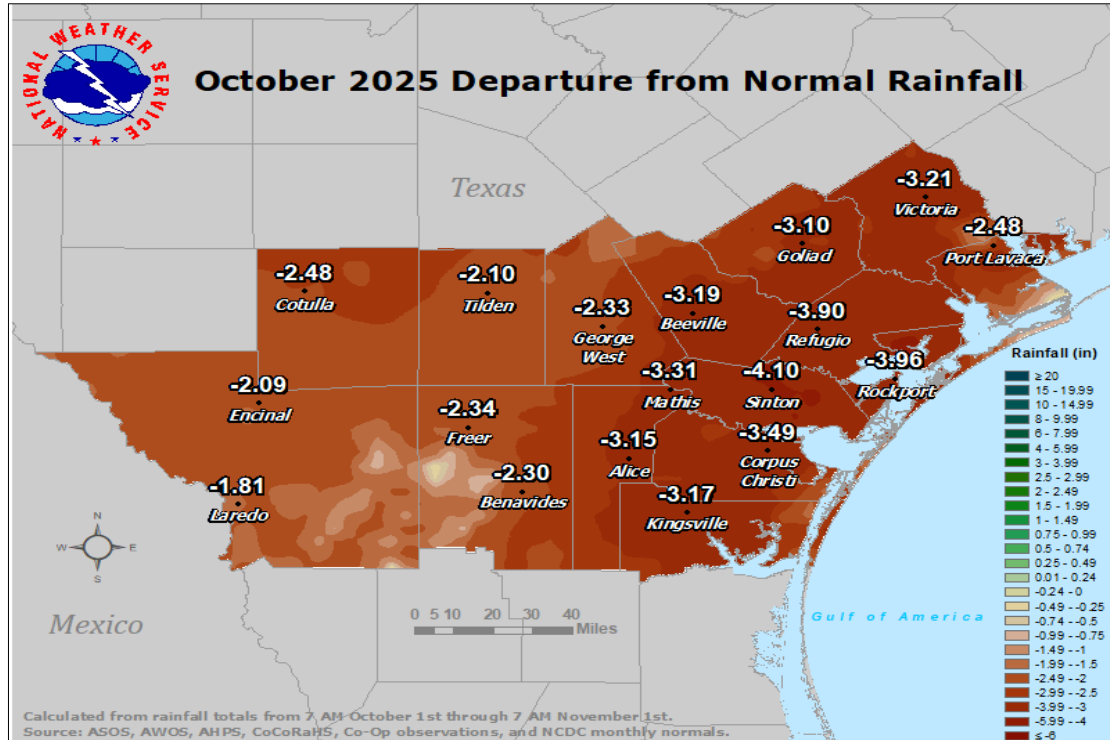 NATIONAL WEATHER SERVICE
October 2025 Departure from Normal Rainfall
Texas
-3.21
Victoria
-2.48
Port Lavaca
-3.10
Goliad
-2.48
Cotulla
-2.10
Tilden
-2.33
George
West
-3.19
Beeville
-3.90
Refugio
-3.96
Rockport
-3.31
Mathis
-4.10
Sinton
-2.09
Encinal
-2.34
Freer
-3.15
Alice
-3.49
Corpus
Christi
-1.81
Laredo
-2.30
Benavides
-3.17
Kingsville
N
W
E
S
Mexico
0 5 10 20 30 40
Miles
Gulf of America
Rainfall (in)
≥ 20
15 - 19.99
10 - 14.99
8 - 9.99
6 - 7.99
4 - 5.99
3 - 3.99
2.5 - 2.99
2 - 2.49
1.5 - 1.99
1 - 1.49
0.75 - 0.99
0.5 - 0.74
0.25 - 0.49
0.01 - 0.24
-0.24 - 0
-0.49 - -0.25
-0.74 - -0.5
-0.99 - -0.75
-1.49 - -1
-1.99 - -1.5
-2.49 - -2
-2.99 - -2.5
-3.99 - -3
-5.99 - -4
≤ -6
Calculated from rainfall totals from 7 AM October 1st through 7 AM November 1st.
Source: ASOS, AWOS, AHPS, CoCoRaHS, Co-Op observations, and NCDC monthly normals.